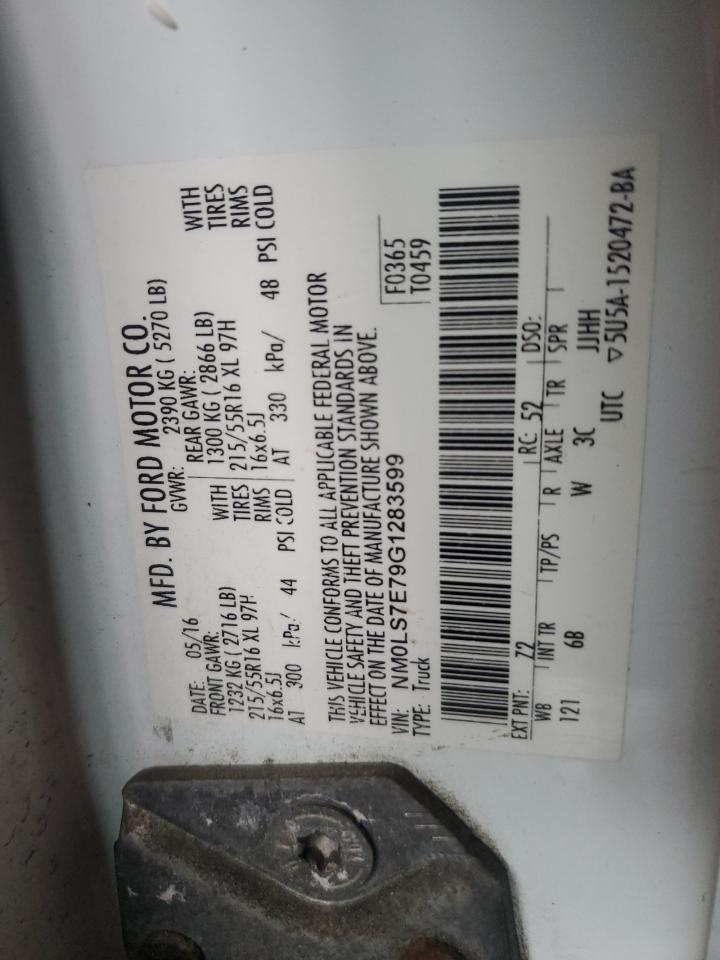 MFD. BY FORD MOTOR CO.
DATE: 05/16 GVWR: 2390 KG ( 5270 LB)
FRONT GAWR: REAR GAWR:
1232 KG ( 2716 LB) WITH 1300 KG ( 2866 LB) WITH
215/55R16 XL 97H TIRES 215/55R16 XL 97H TIRES
16x6.5J RIMS 16x6.5J RIMS
AT 300 kPa/ 44 PSI COLD AT 330 kPa/ 48 PSI COLD
THIS VEHICLE CONFORMS TO ALL APPLICABLE FEDERAL MOTOR
VEHICLE SAFETY AND THEFT PREVENTION STANDARDS IN
EFFECT ON THE DATE OF MANUFACTURE SHOWN ABOVE.
VIN: NM0LS7E79G1283599 F0365
TYPE: Truck T0459
EXT PNT: Z2 RC: 52 DSO:
WB INT TR TP/PS R AXLE TR SPR
121 6B W 3C JJHH
UTC ▽5U5A-1520472-BA